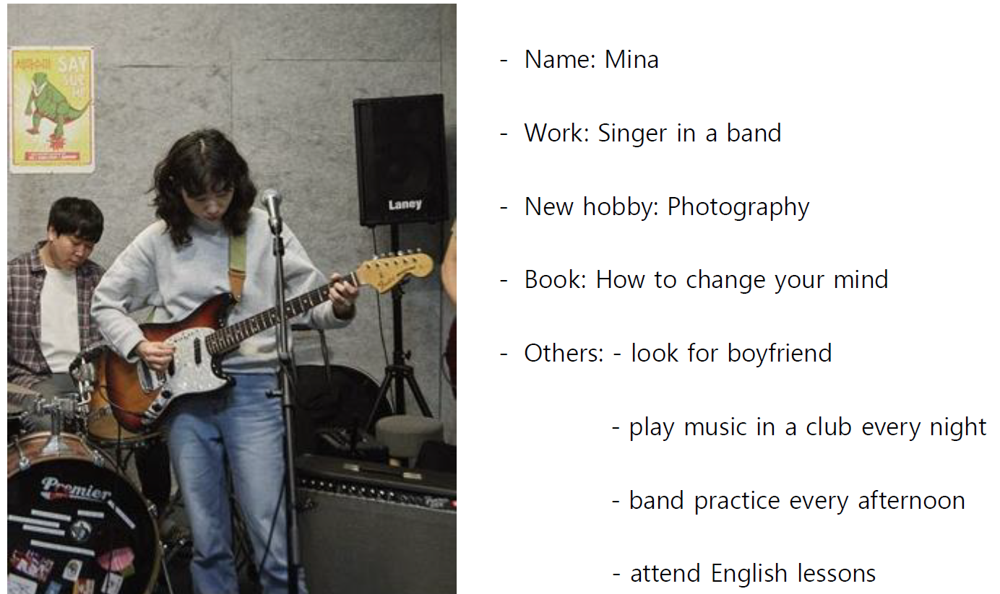 SAY
Laney
Premier
- Name: Mina
- Work: Singer in a band
- New hobby: Photography
- Book: How to change your mind
- Others: - look for boyfriend
- play music in a club every night
- band practice every afternoon
- attend English lessons